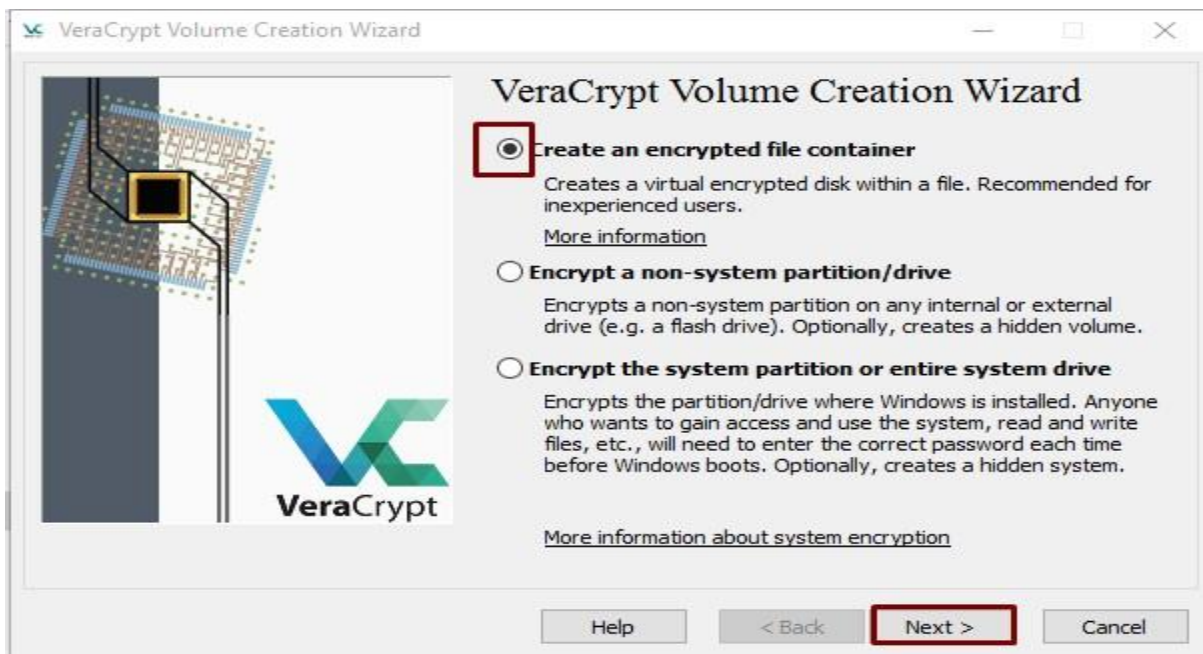 VeraCrypt Volume Creation Wizard
VeraCrypt Volume Creation Wizard
Create an encrypted file container
Creates a virtual encrypted disk within a file. Recommended for
inexperienced users.
More information
Encrypt a non-system partition/drive
Encrypts a non-system partition on any internal or external
drive (e.g. a flash drive). Optionally, creates a hidden volume.
Encrypt the system partition or entire system drive
Encrypts the partition/drive where Windows is installed. Anyone
who wants to gain access and use the system, read and write
files, etc., will need to enter the correct password each time
before Windows boots. Optionally, creates a hidden system.
VeraCrypt
More information about system encryption
Help
< Back
Next >
Cancel